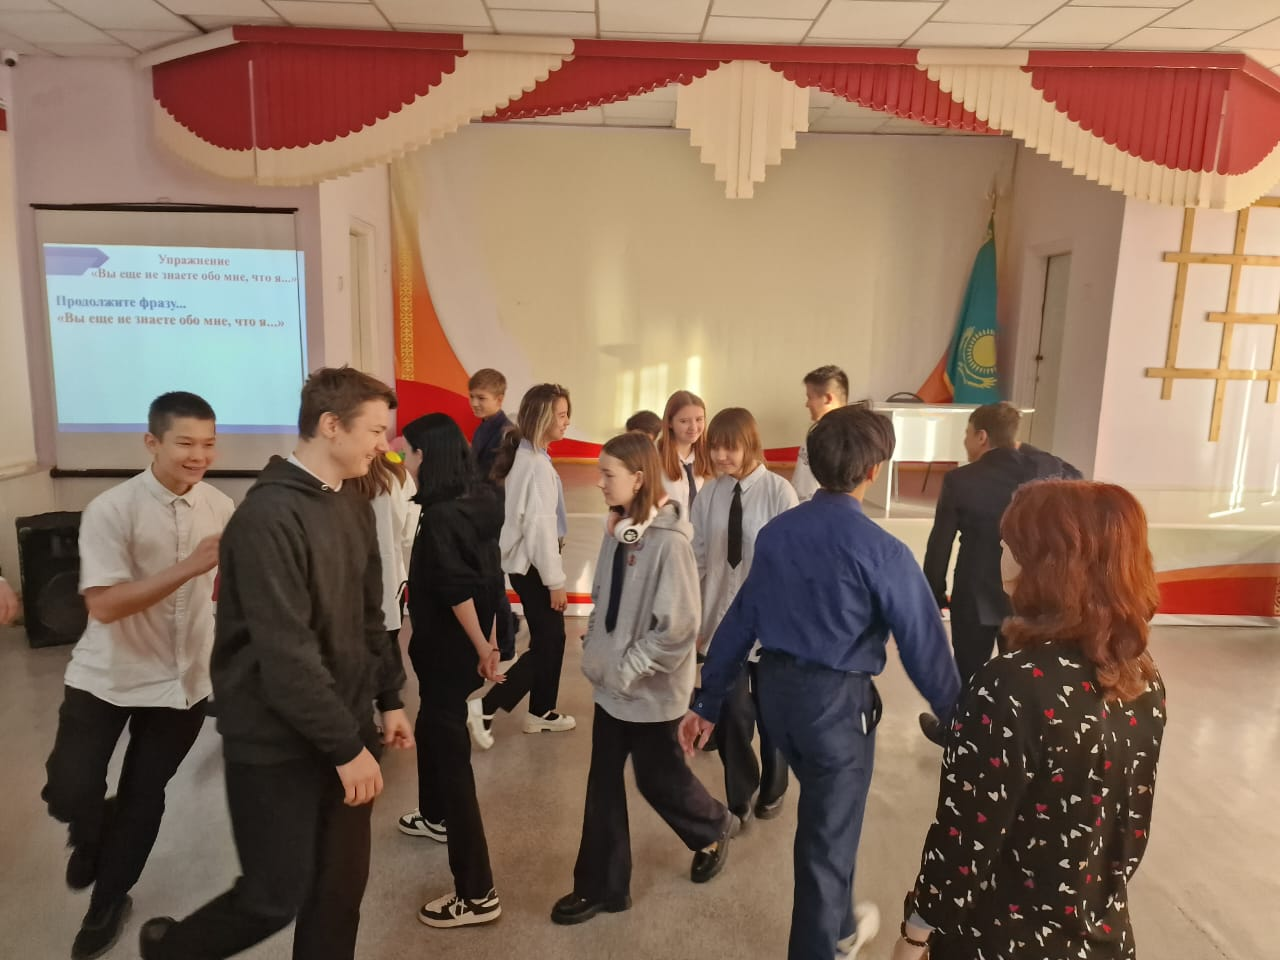 Упражнение
«Вы еще не знаете обо мне, что я...»
Продолжите фразу...
«Вы еще не знаете обо мне, что я...»